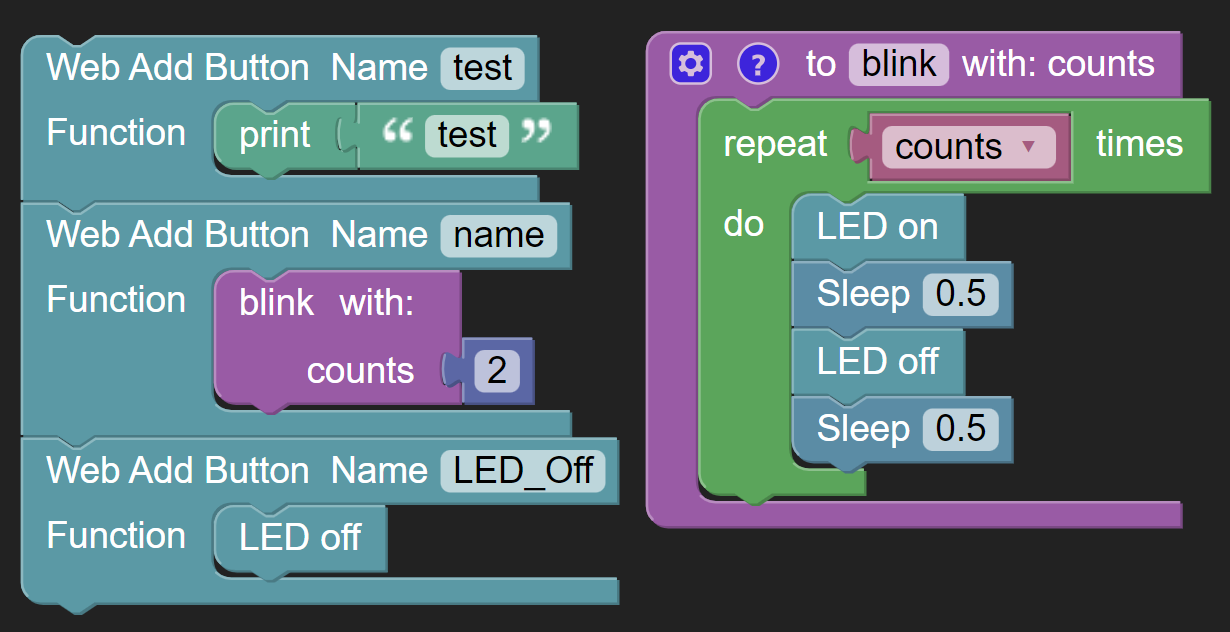 Web Add Button Name test
Function print “ test ”
Web Add Button Name name
Function blink with:
counts 2
Web Add Button Name LED_Off
Function LED off
? to blink with: counts
repeat counts ▼ times
do LED on
Sleep 0.5
LED off
Sleep 0.5